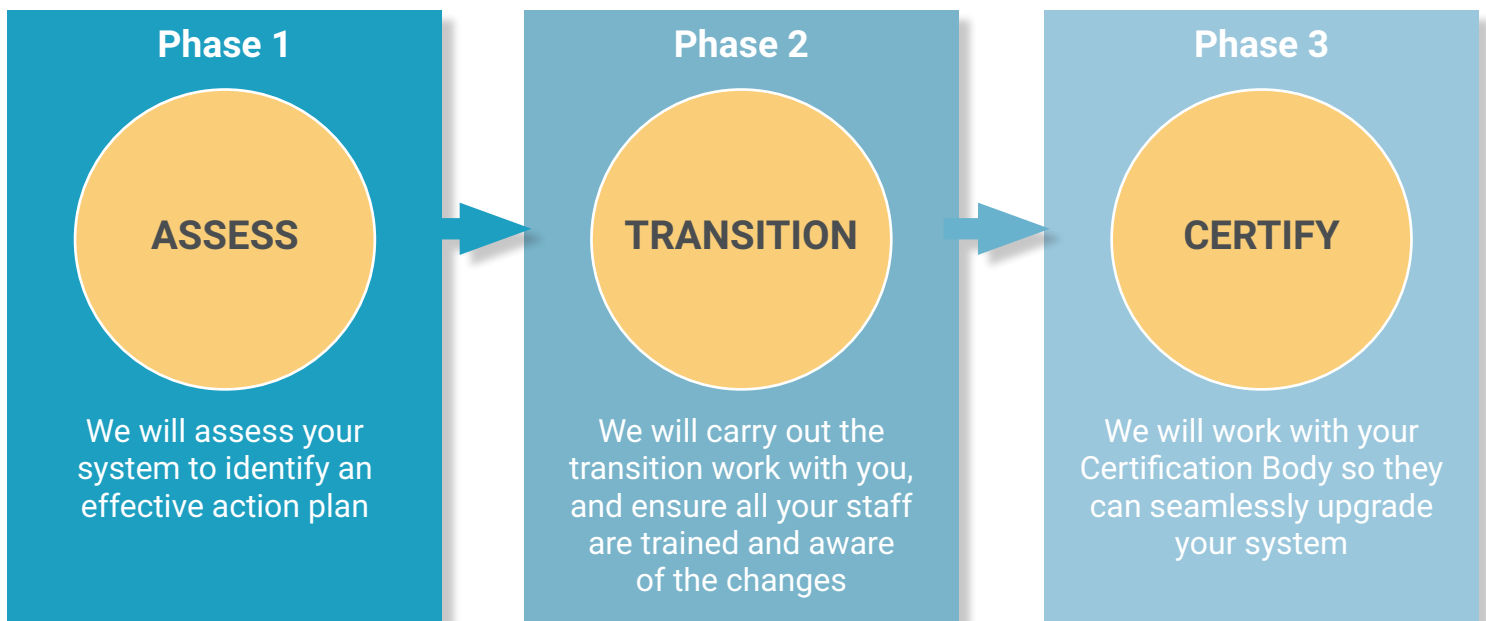 Phase 1
ASSESS
We will assess your
system to identify an
effective action plan
Phase 2
TRANSITION
We will carry out the
transition work with you,
and ensure all your staff
are trained and aware
of the changes
Phase 3
CERTIFY
We will work with your
Certification Body so they
can seamlessly upgrade
your system